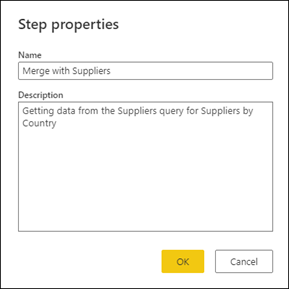 Step properties
Name
Merge with Suppliers
Description
Getting data from the Suppliers query for Suppliers by
Country
OK
Cancel